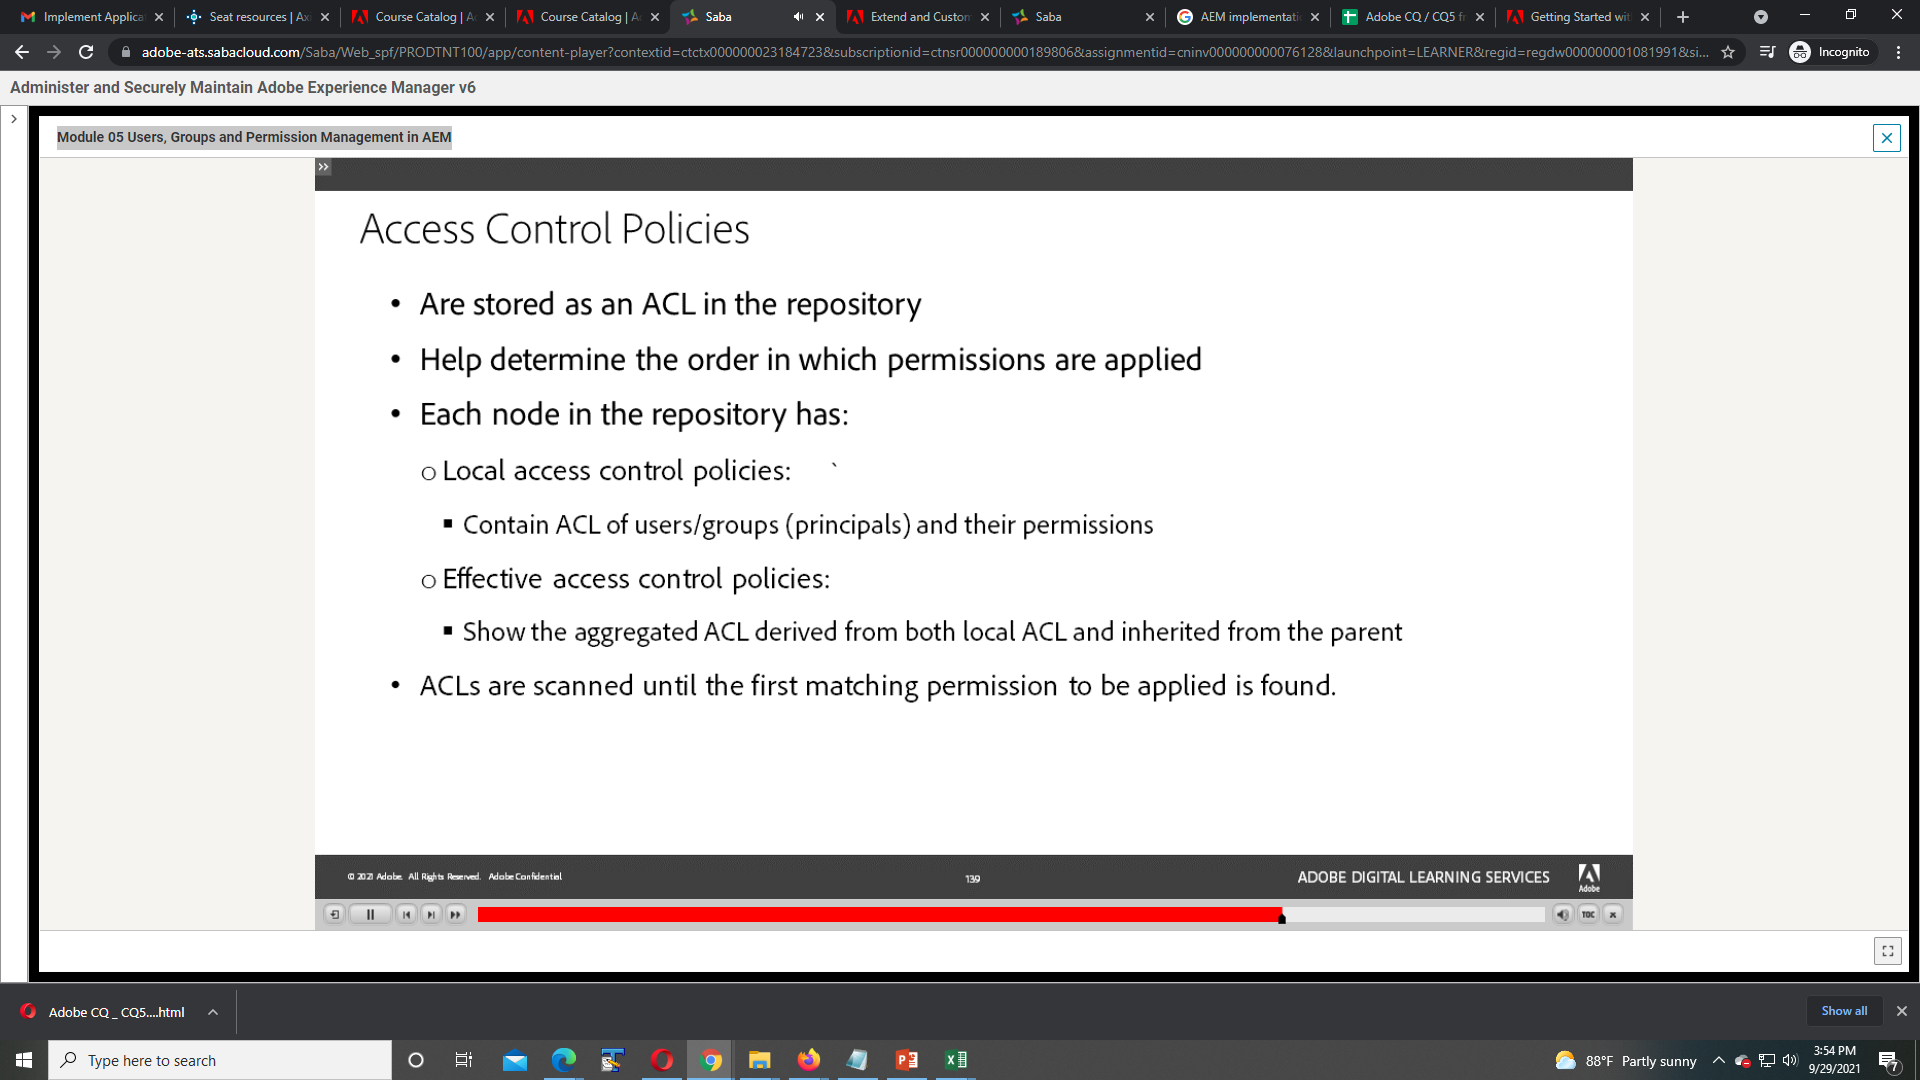 Implement Applica
Seat resources | Ax
Course Catalog | A
Course Catalog | A
Saba
Extend and Custom
Saba
AEM implementati
Adobe CQ / CQ5 fr
Getting Started wit
adobe-ats.sabacloud.com/Saba/Web_spf/PRODTNT100/app/content-player?contextid=ctctx000000023184723&subscriptionid=ctnsr000000000189806&assignmentid=cninv000000000076128&launchpoint=LEARNER&regid=regdw000000001081991&si...
Incognito
Administer and Securely Maintain Adobe Experience Manager v6
Module 05 Users, Groups and Permission Management in AEM
Access Control Policies
• Are stored as an ACL in the repository
• Help determine the order in which permissions are applied
• Each node in the repository has:
o Local access control policies: `
▪ Contain ACL of users/groups (principals) and their permissions
o Effective access control policies:
▪ Show the aggregated ACL derived from both local ACL and inherited from the parent
• ACLs are scanned until the first matching permission to be applied is found.
© 2021 Adobe. All Rights Reserved. Adobe Confidential
139
ADOBE DIGITAL LEARNING SERVICES
Adobe
TOC
Adobe CQ _ CQ5....html
Show all
Type here to search
88°F Partly sunny
3:54 PM
9/29/2021
7